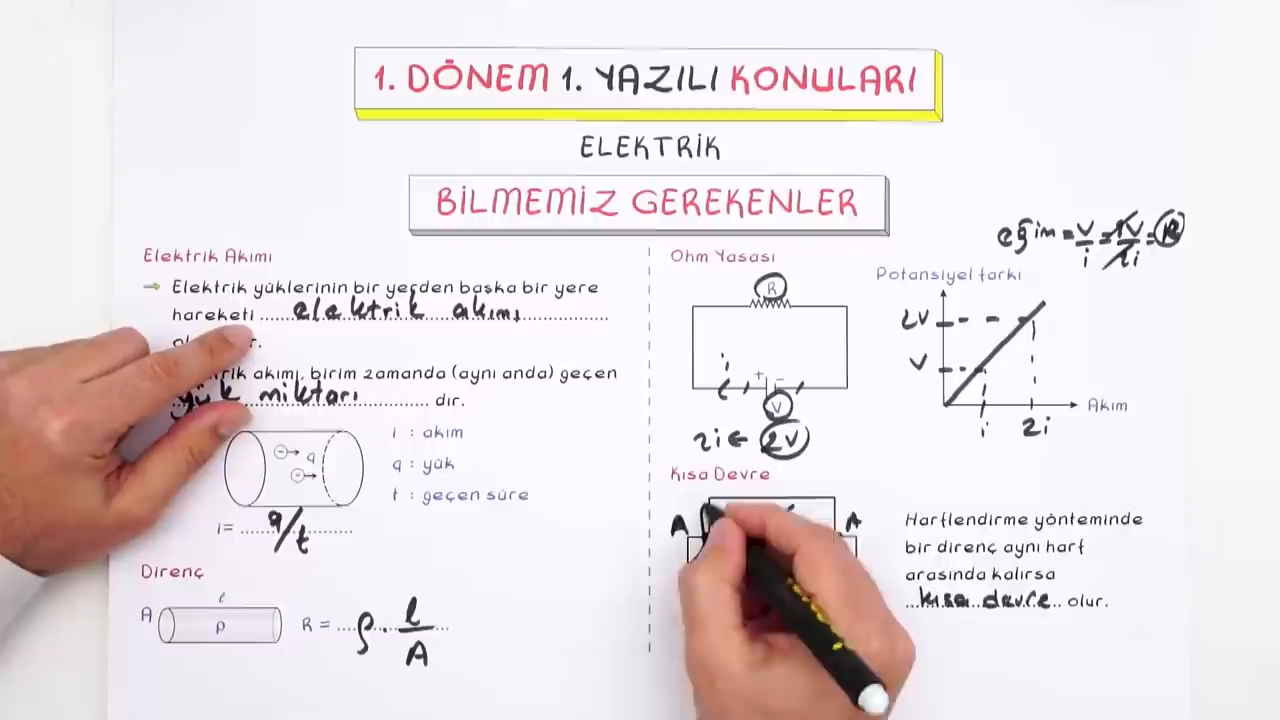 1. DÖNEM 1. YAZILI KONULARI
ELEKTRİK
BİLMEMİZ GEREKENLER
Elektrik Akımı
→ Elektrik yüklerinin bir yerden başka bir yere
hareketi ....elektrik akımı....
akımı, birim zamanda (aynı anda) geçen
yük miktarı .......... dır.
q
i : akım
q : yük
t : geçen süre
i= ....q/t....
Direnç
l
A
ρ
R = ....ρ. l/A....
Ohm Yasası
R
i
+ -
V
2i ← 2V
eğim = V/i = 2V/2i = R
Potansiyel farkı
2V
V
i
2i
Akım
Kısa Devre
A
A
Harflendirme yönteminde
bir direnç aynı harf
arasında kalırsa
...kısa devre... olur.